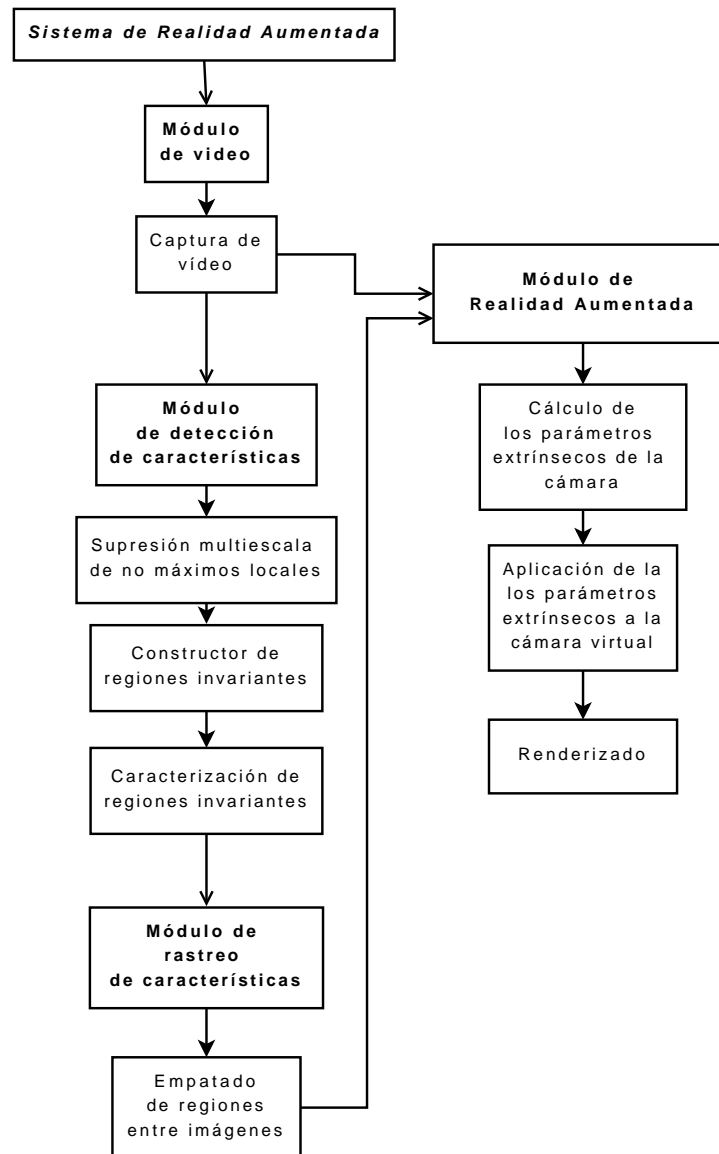 Sistema de Realidad Aumentada
Módulo
de video
Captura de
vídeo
Módulo
de detección
de características
Supresión multiescala
de no máximos locales
Constructor de
regiones invariantes
Caracterización de
regiones invariantes
Módulo de
rastreo
de características
Empatado
de regiones
entre imágenes
Módulo de
Realidad Aumentada
Cálculo de
los parámetros
extrínsecos de la
cámara
Aplicación de la
los parámetros
extrínsecos a la
cámara virtual
Renderizado